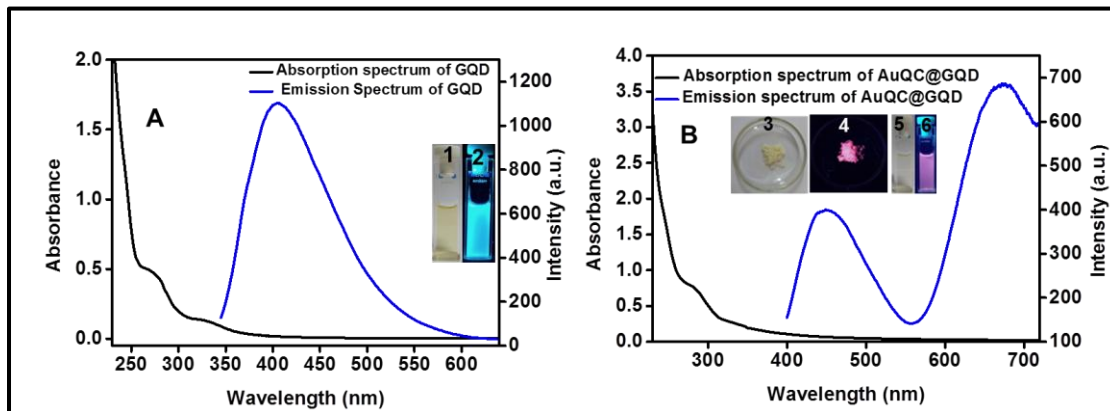 A
Absorption spectrum of GQD
Emission Spectrum of GQD
1 2
Absorbance
2.0
1.5
1.0
0.5
0.0
Intensity (a.u.)
1200
1000
800
600
400
200
0
250 300 350 400 450 500 550 600
Wavelength (nm)
B
Absorption spectrum of AuQC@GQD
Emission spectrum of AuQC@GQD
3 4 5 6
Absorbance
4.0
3.5
3.0
2.5
2.0
1.5
1.0
0.5
0.0
Intensity (a.u.)
700
600
500
400
300
200
100
300 400 500 600 700
Wavelength (nm)